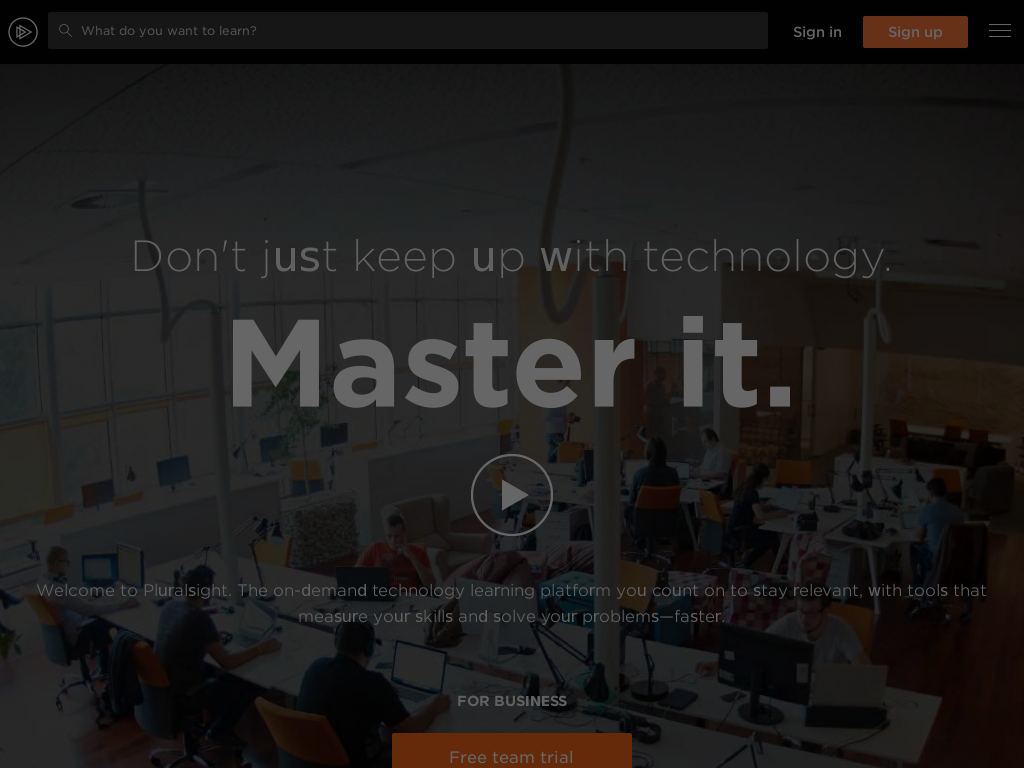 What do you want to learn?
Sign in
Sign up
Don't just keep up with technology.
Master it.
Welcome to Pluralsight. The on-demand technology learning platform you count on to stay relevant, with tools that
measure your skills and solve your problems—faster.
FOR BUSINESS
Free team trial